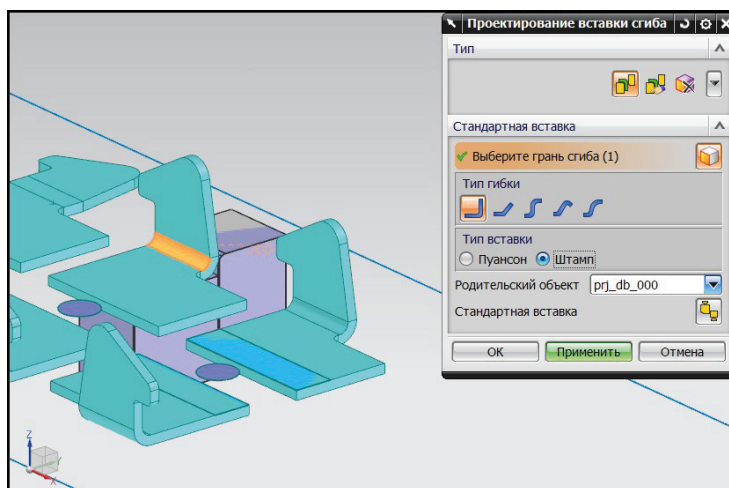 Проектирование вставки сгиба
Тип
Стандартная вставка
Выберите грань сгиба (1)
Тип гибки
Тип вставки
Пуансон Штамп
Родительский объект prj_db_000
Стандартная вставка
ОК Применить Отмена
Z
Y
X